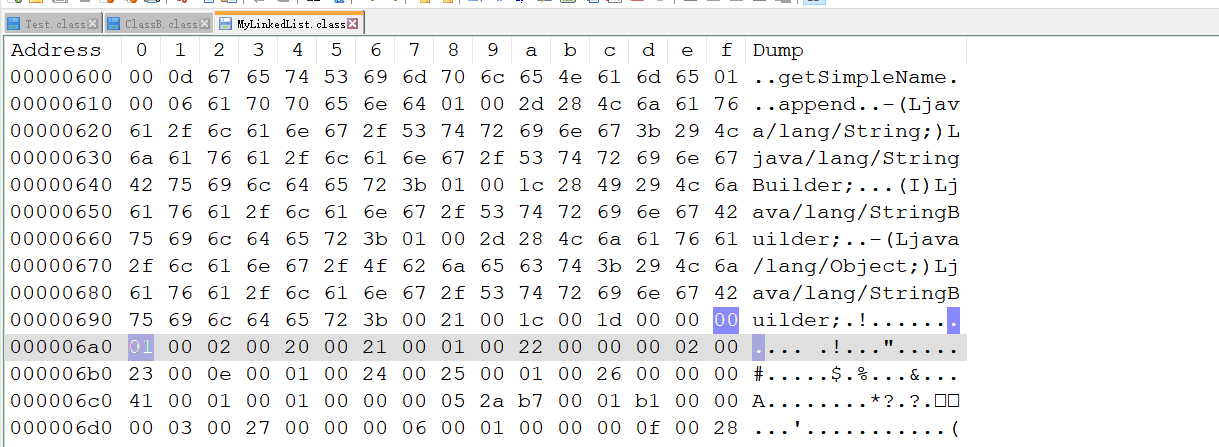 Test.class ClassB.class MyLinkedList.class
Address 0 1 2 3 4 5 6 7 8 9 a b c d e f Dump
00000600 00 0d 67 65 74 53 69 6d 70 6c 65 4e 61 6d 65 01 ..getSimpleName.
00000610 00 06 61 70 70 65 6e 64 01 00 2d 28 4c 6a 61 76 ..append..-(Ljav
00000620 61 2f 6c 61 6e 67 2f 53 74 72 69 6e 67 3b 29 4c a/lang/String;)L
00000630 6a 61 76 61 2f 6c 61 6e 67 2f 53 74 72 69 6e 67 java/lang/String
00000640 42 75 69 6c 64 65 72 3b 01 00 1c 28 49 29 4c 6a Builder;...(I)Lj
00000650 61 76 61 2f 6c 61 6e 67 2f 53 74 72 69 6e 67 42 ava/lang/StringB
00000660 75 69 6c 64 65 72 3b 01 00 2d 28 4c 6a 61 76 61 uilder;..-(Ljava
00000670 2f 6c 61 6e 67 2f 4f 62 6a 65 63 74 3b 29 4c 6a /lang/Object;)Lj
00000680 61 76 61 2f 6c 61 6e 67 2f 53 74 72 69 6e 67 42 ava/lang/StringB
00000690 75 69 6c 64 65 72 3b 00 21 00 1c 00 1d 00 00 00 uilder;.!.......
000006a0 01 00 02 00 20 00 21 00 01 00 22 00 00 00 02 00 .... .!...".....
000006b0 23 00 0e 00 01 00 24 00 25 00 01 00 26 00 00 00 #.....$.%...&...
000006c0 41 00 01 00 01 00 00 00 05 2a b7 00 01 b1 00 00 A........*?.?.□□
000006d0 00 03 00 27 00 00 00 06 00 01 00 00 00 0f 00 28 ...'...........(